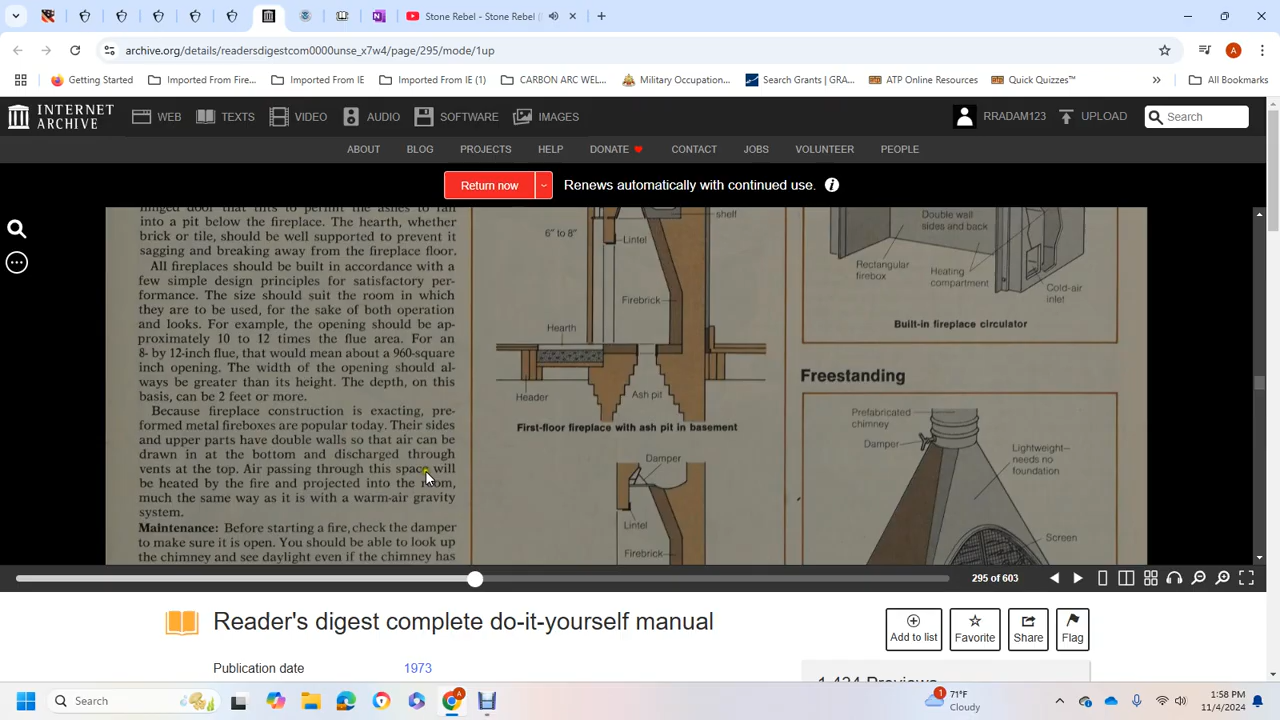 Stone Rebel - Stone Rebel (
archive.org/details/readersdigestcom0000unse_x7w4/page/295/mode/1up
A
Getting Started
Imported From Fire...
Imported From IE
Imported From IE (1)
CARBON ARC WEL...
Military Occupation...
Search Grants | GRA...
ATP Online Resources
Quick Quizzes™
»
All Bookmarks
INTERNET
ARCHIVE
WEB
TEXTS
VIDEO
AUDIO
SOFTWARE
IMAGES
RRADAM123
UPLOAD
Search
ABOUT
BLOG
PROJECTS
HELP
DONATE
CONTACT
JOBS
VOLUNTEER
PEOPLE
Return now
Renews automatically with continued use.
hinged door that tilts to permit the ashes to fall
into a pit below the fireplace. The hearth, whether
brick or tile, should be well supported to prevent it
sagging and breaking away from the fireplace floor.
All fireplaces should be built in accordance with a
few simple design principles for satisfactory per-
formance. The size should suit the room in which
they are to be used, for the sake of both operation
and looks. For example, the opening should be ap-
proximately 10 to 12 times the flue area. For an
8- by 12-inch flue, that would mean about a 960-square
inch opening. The width of the opening should al-
ways be greater than its height. The depth, on this
basis, can be 2 feet or more.
Because fireplace construction is exacting, pre-
formed metal fireboxes are popular today. Their sides
and upper parts have double walls so that air can be
drawn in at the bottom and discharged through
vents at the top. Air passing through this space will
be heated by the fire and projected into the room,
much the same way as it is with a warm-air gravity
system.
Maintenance: Before starting a fire, check the damper
to make sure it is open. You should be able to look up
the chimney and see daylight even if the chimney has
shelf
6" to 8"
Lintel
Firebrick
Hearth
Header
Ash pit
First-floor fireplace with ash pit in basement
Damper
Lintel
Firebrick
Double wall
sides and back
Rectangular
firebox
Heating
compartment
Cold-air
inlet
Built-in fireplace circulator
Freestanding
Prefabricated
chimney
Damper
Lightweight—
needs no
foundation
Screen
295 of 603
Reader's digest complete do-it-yourself manual
Add to list
Favorite
Share
Flag
Publication date
1973
1,424 Previews
Search
1
71°F
Cloudy
1:58 PM
11/4/2024